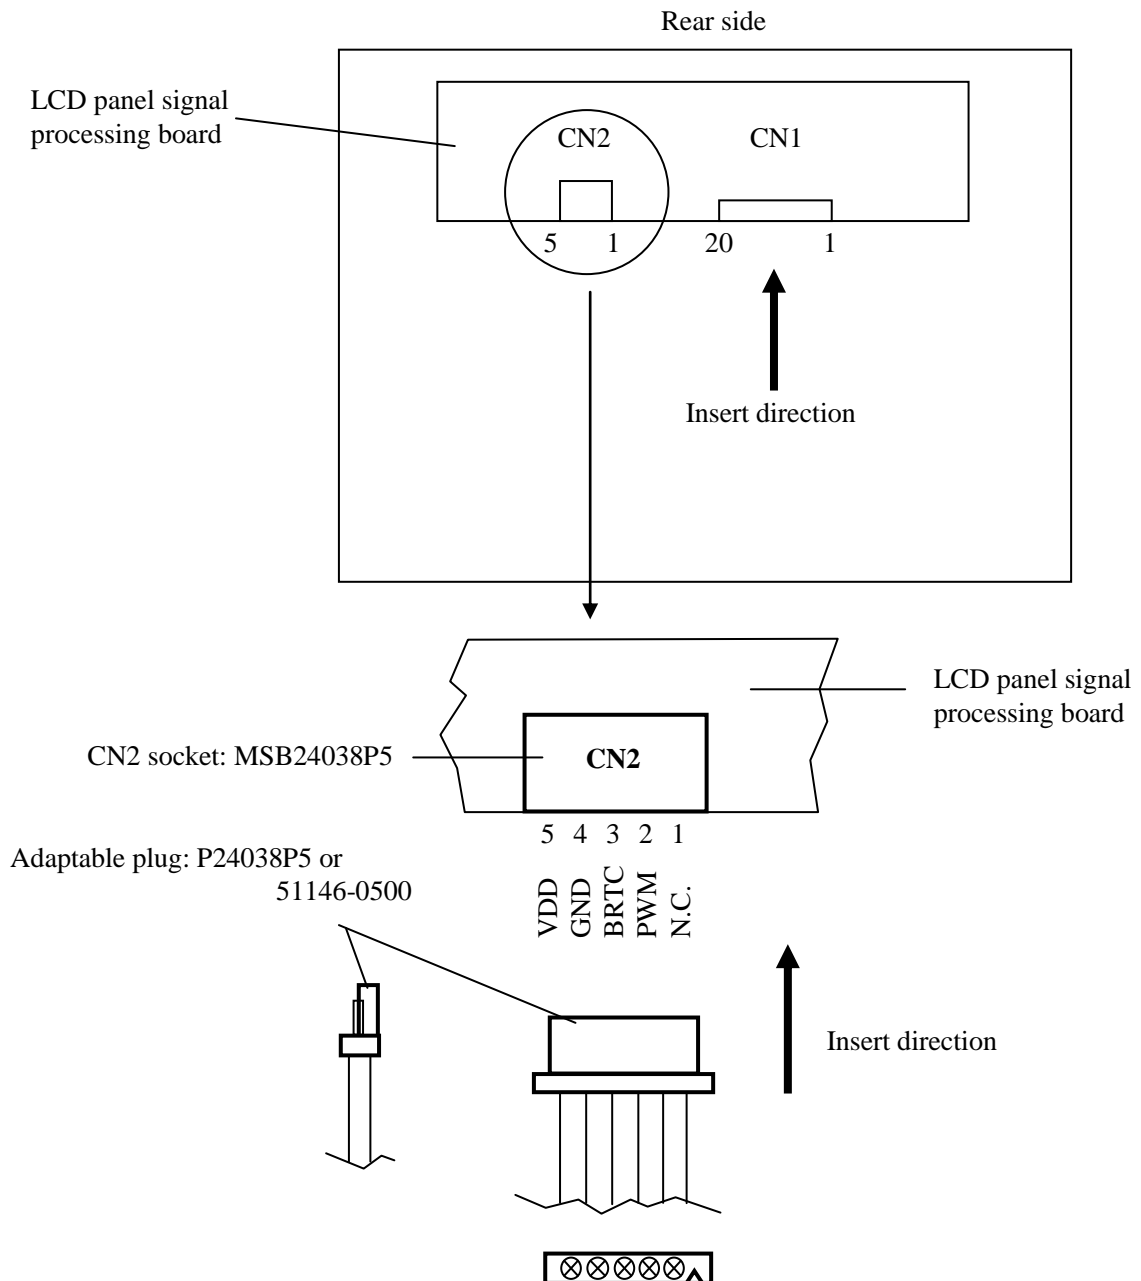 Rear side
LCD panel signal
processing board
CN2
CN1
5
1
20
1
Insert direction
LCD panel signal
processing board
CN2 socket: MSB24038P5
CN2
5
4
3
2
1
Adaptable plug: P24038P5 or
51146-0500
VDD
GND
BRTC
PWM
N.C.
Insert direction